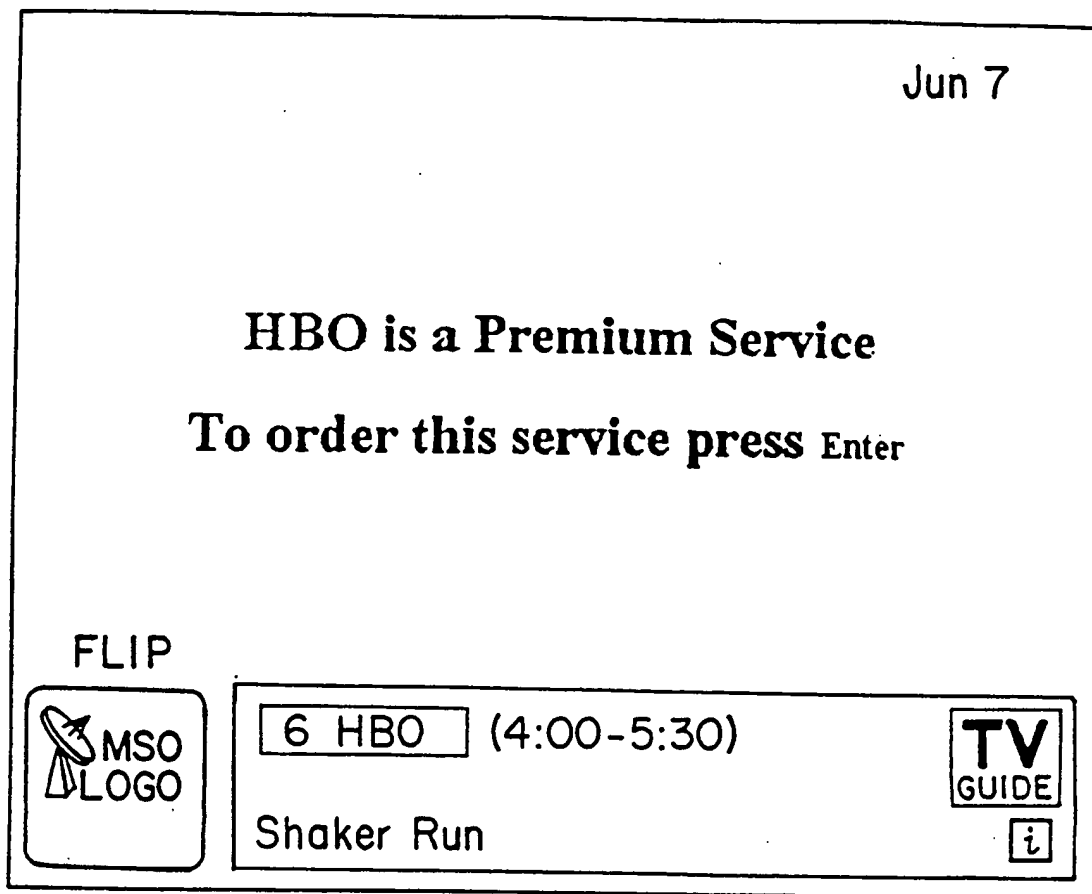 Jun 7
HBO is a Premium Service
To order this service press Enter
FLIP
MSO
LOGO
6 HBO (4:00-5:30)
TV
GUIDE
Shaker Run
i